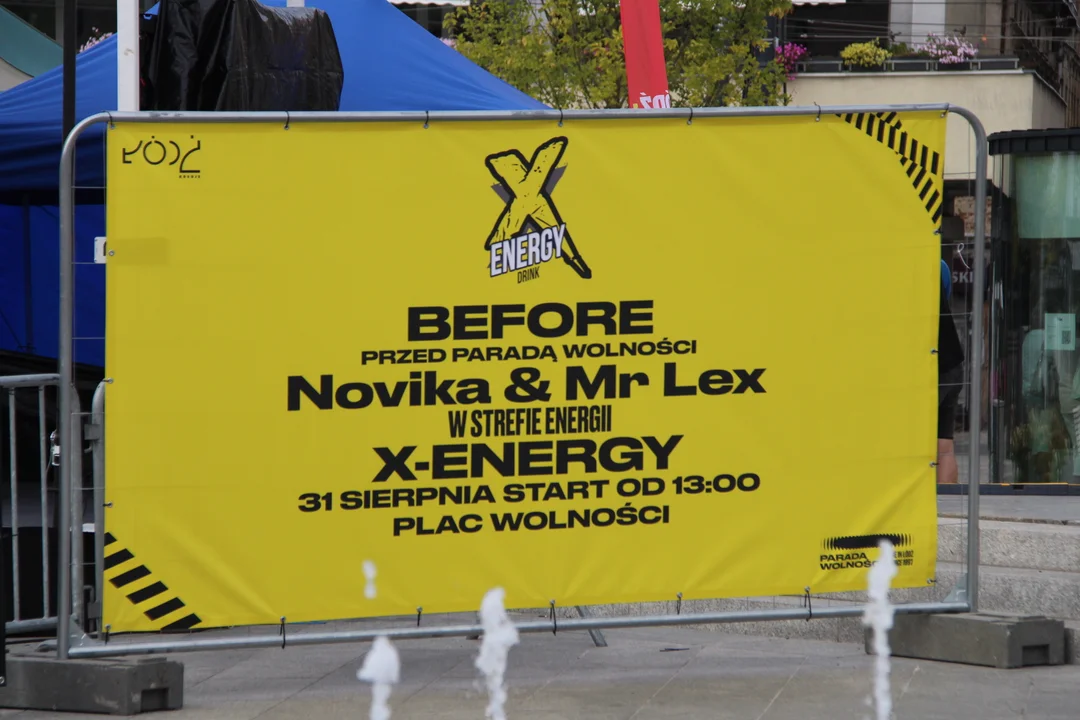 ŁÓDŹ
X
ENERGY
DRINK
BEFORE
PRZED PARADĄ WOLNOŚCI
Novika & Mr Lex
W STREFIE ENERGII
X-ENERGY
31 SIERPNIA START OD 13:00
PLAC WOLNOŚCI
PARADA